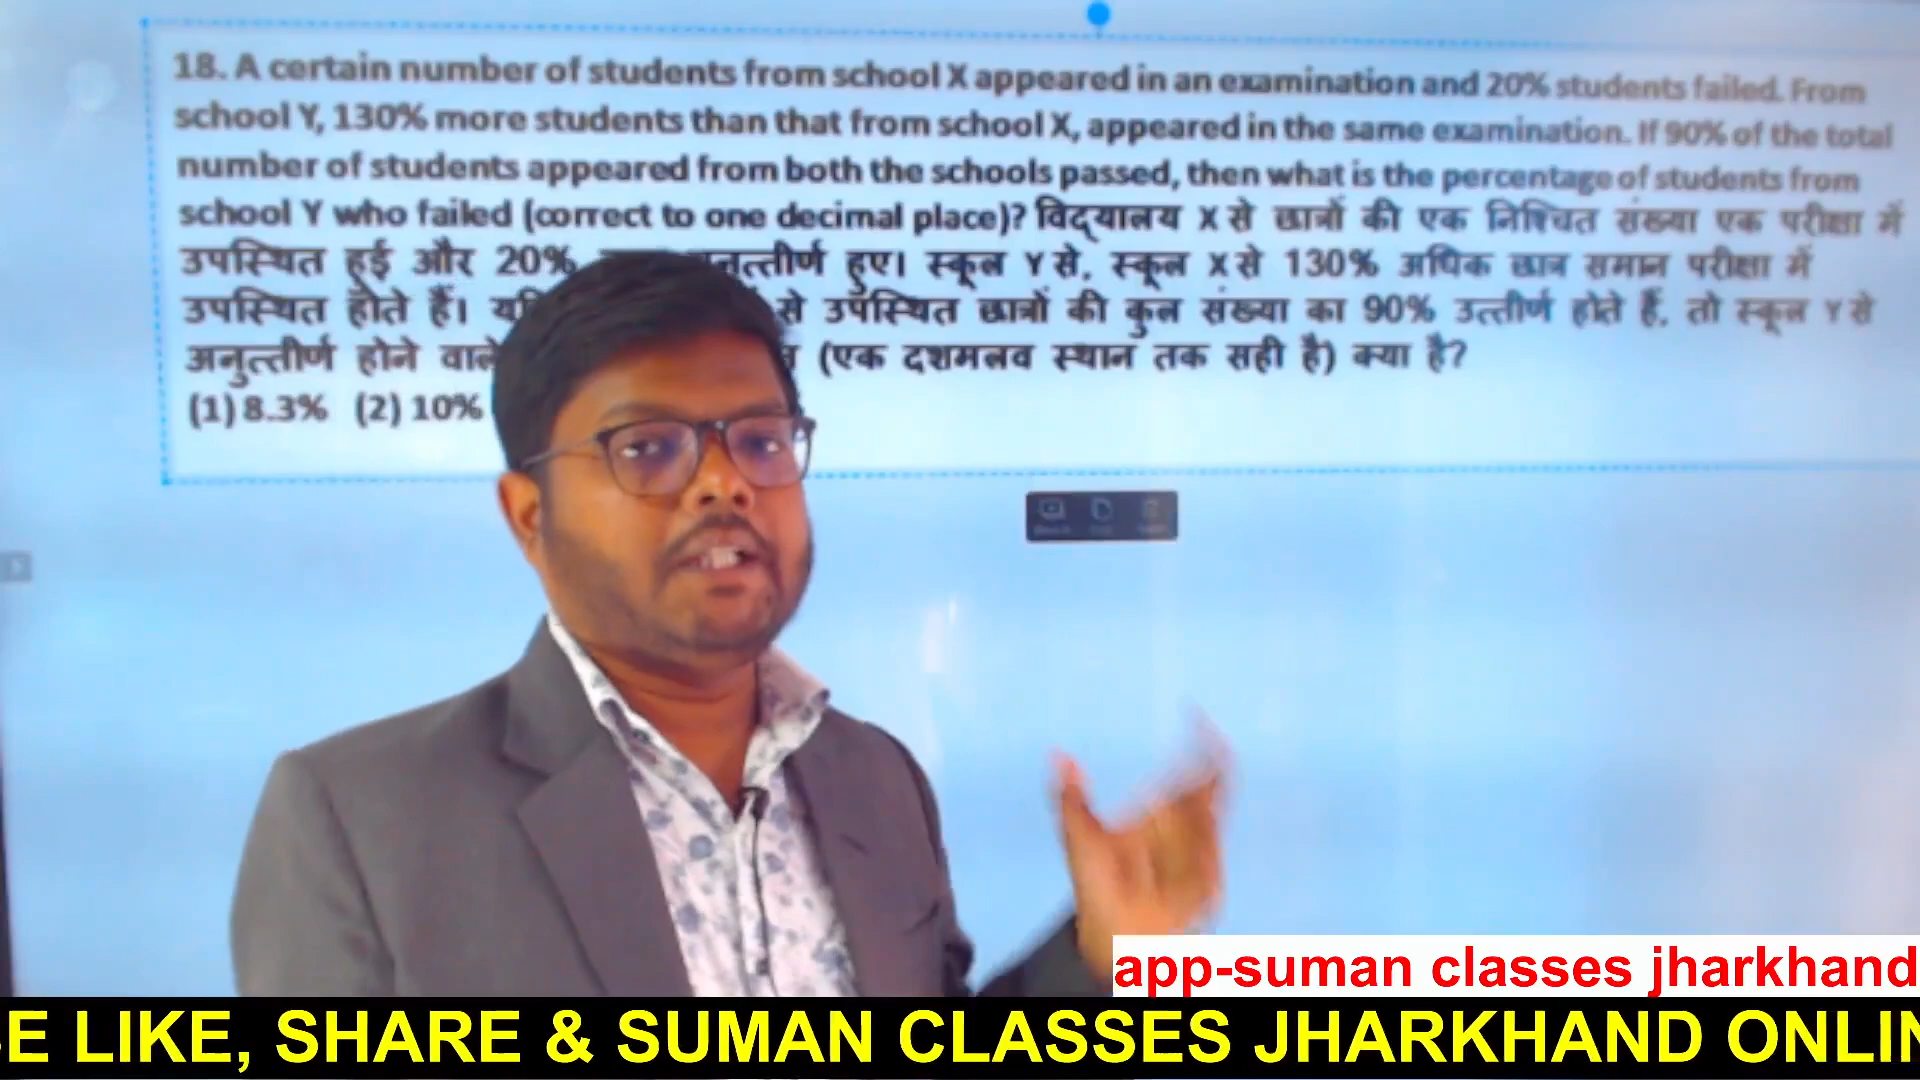 18. A certain number of students from school X appeared in an examination and 20% students failed. From
school Y, 130% more students than that from school X, appeared in the same examination. If 90% of the total
number of students appeared from both the schools passed, then what is the percentage of students from
school Y who failed (correct to one decimal place)? विद्यालय X से छात्रों की एक निश्चित संख्या एक परीक्षा में
उपस्थित हुई और 20% अनुत्तीर्ण हुए। स्कूल Y से, स्कूल X से 130% अधिक छात्र समान परीक्षा में
उपस्थित होते हैं। से उपस्थित छात्रों की कुल संख्या का 90% उत्तीर्ण होते हैं, तो स्कूल Y से
अनुत्तीर्ण होने वाले (एक दशमलव स्थान तक सही है) क्या है?
(1) 8.3% (2) 10%
app-suman classes jharkhand
E LIKE, SHARE & SUMAN CLASSES JHARKHAND ONLIN